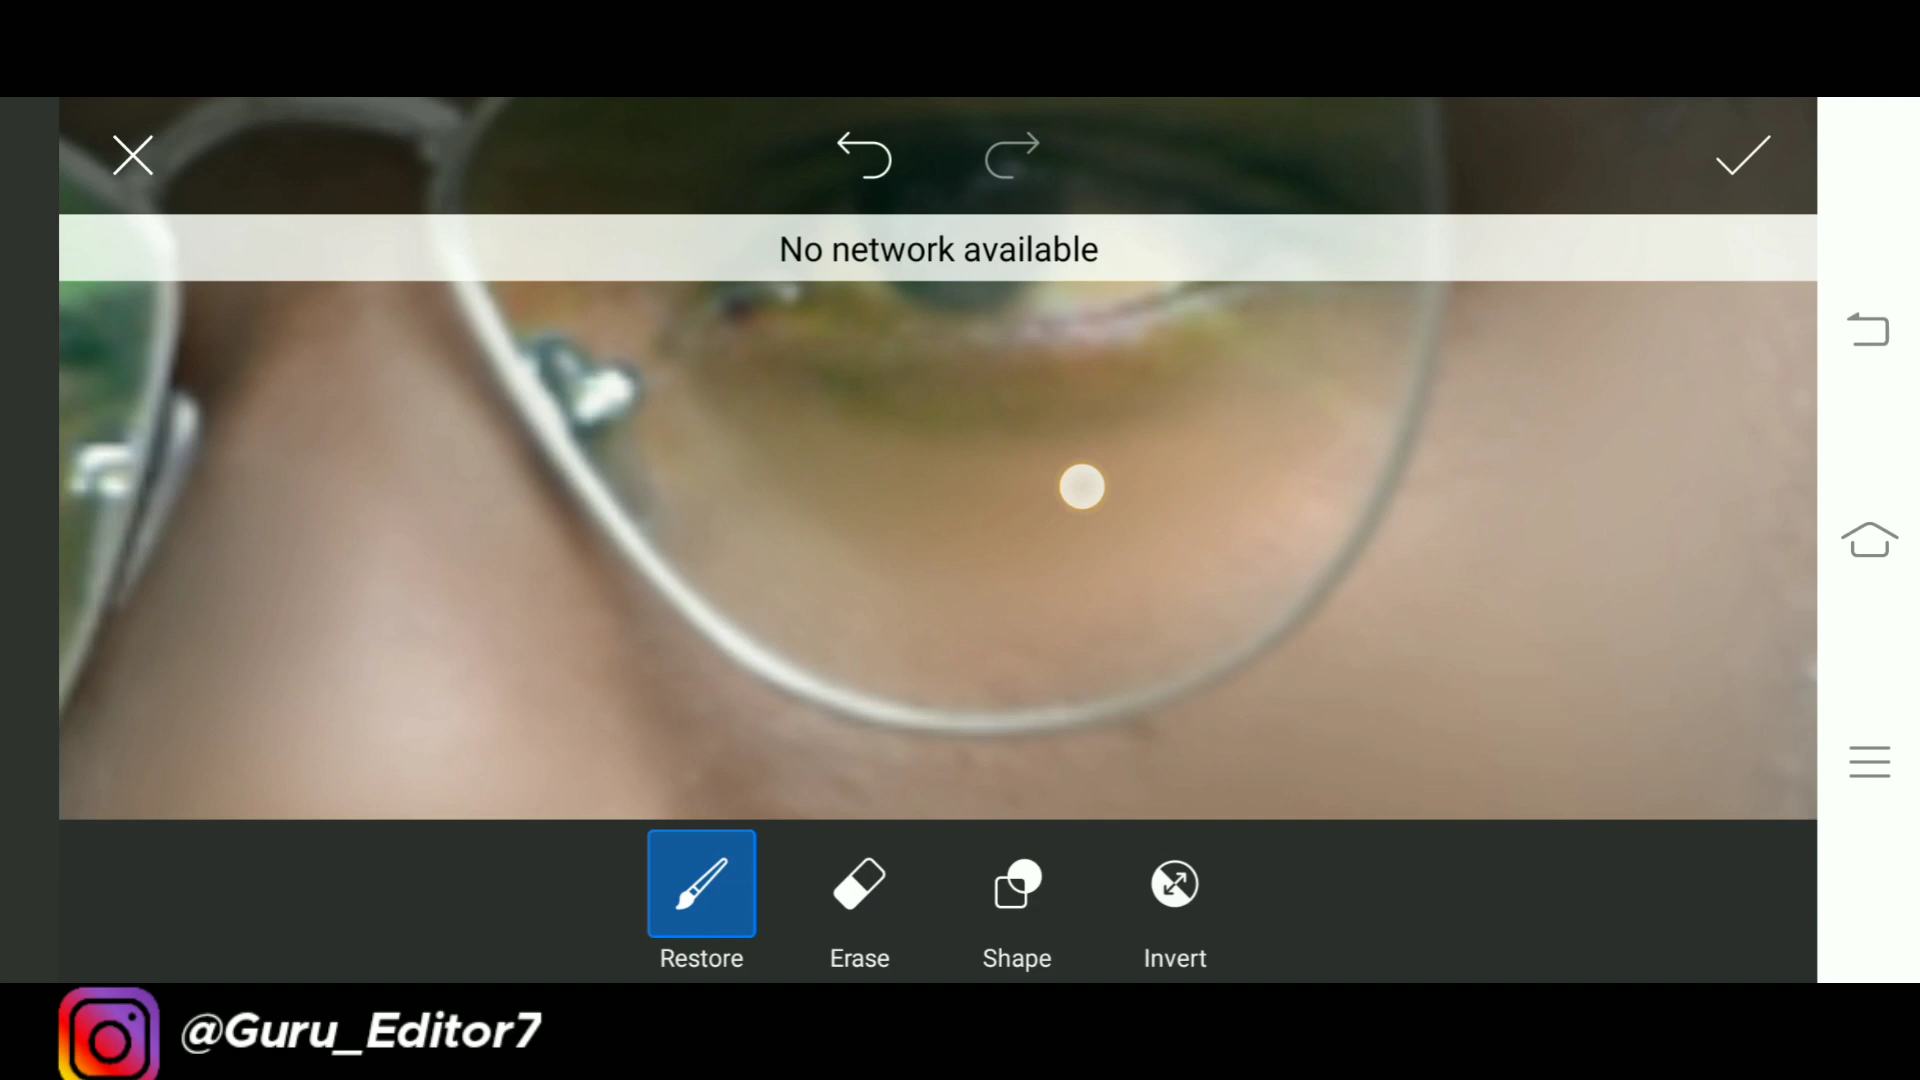 No network available
Restore
Erase
Shape
Invert
@Guru_Editor7